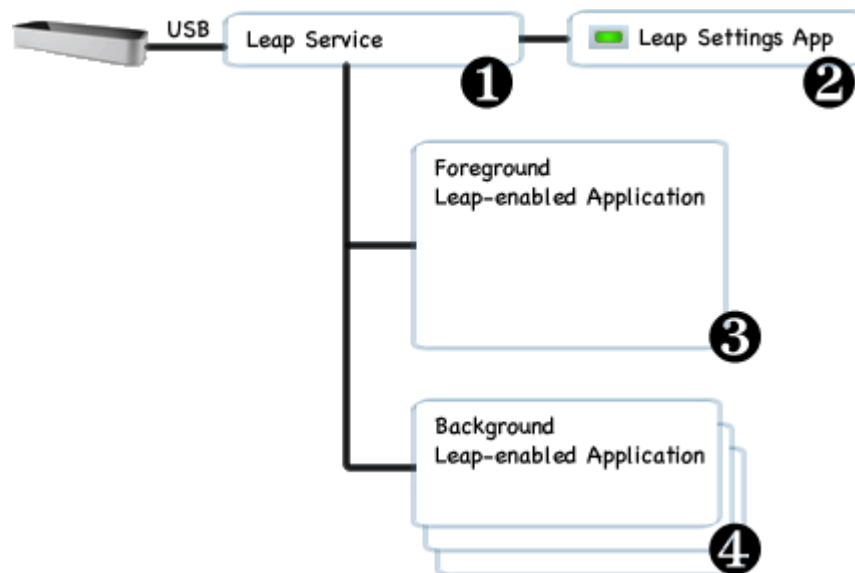 USB
Leap Service
1
Leap Settings App
2
Foreground
Leap-enabled Application
3
Background
Leap-enabled Application
4